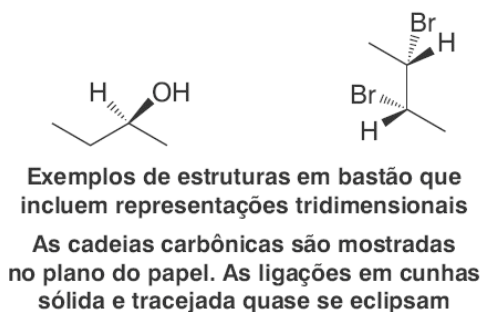 Br
H
H OH
Br
H
Exemplos de estruturas em bastão que
incluem representações tridimensionais
As cadeias carbônicas são mostradas
no plano do papel. As ligações em cunhas
sólida e tracejada quase se eclipsam